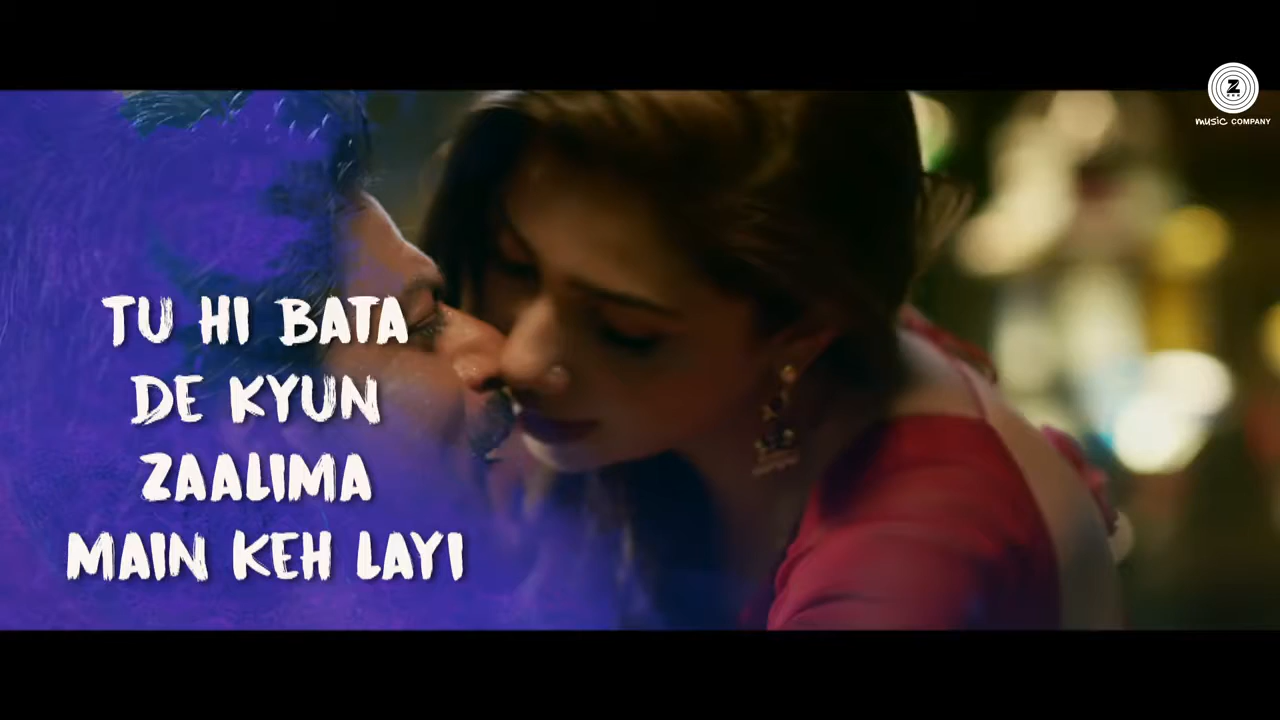 Z
music COMPANY
TU HI BATA
DE KYUN
ZAALIMA
MAIN KEH LAYI